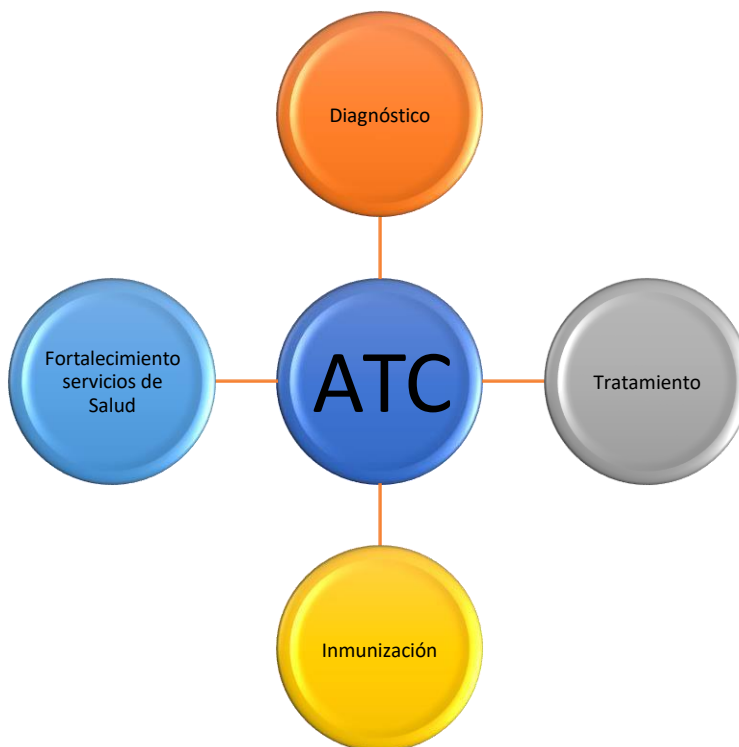 Diagnóstico
Fortalecimiento
servicios de
Salud
ATC
Tratamiento
Inmunización